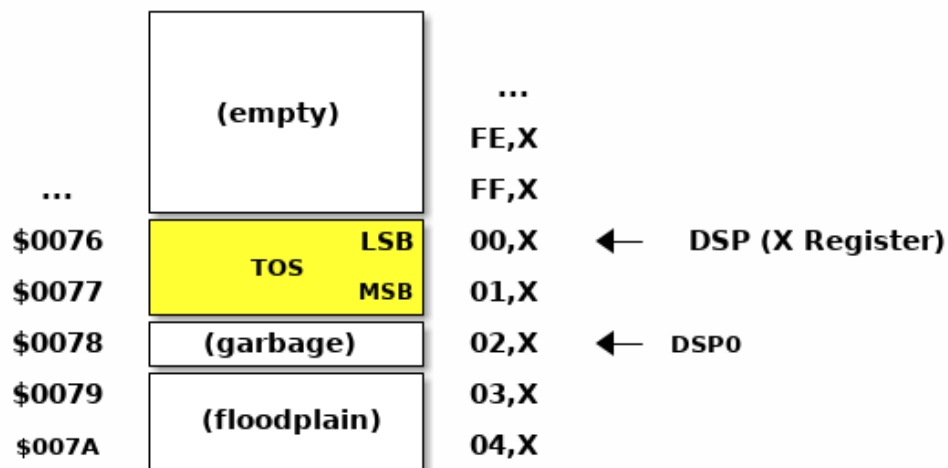 ...
(empty)
FE,X
... FF,X
$0076 LSB 00,X DSP (X Register)
TOS
$0077 MSB 01,X
$0078 (garbage) 02,X DSP0
$0079 03,X
(floodplain)
$007A 04,X